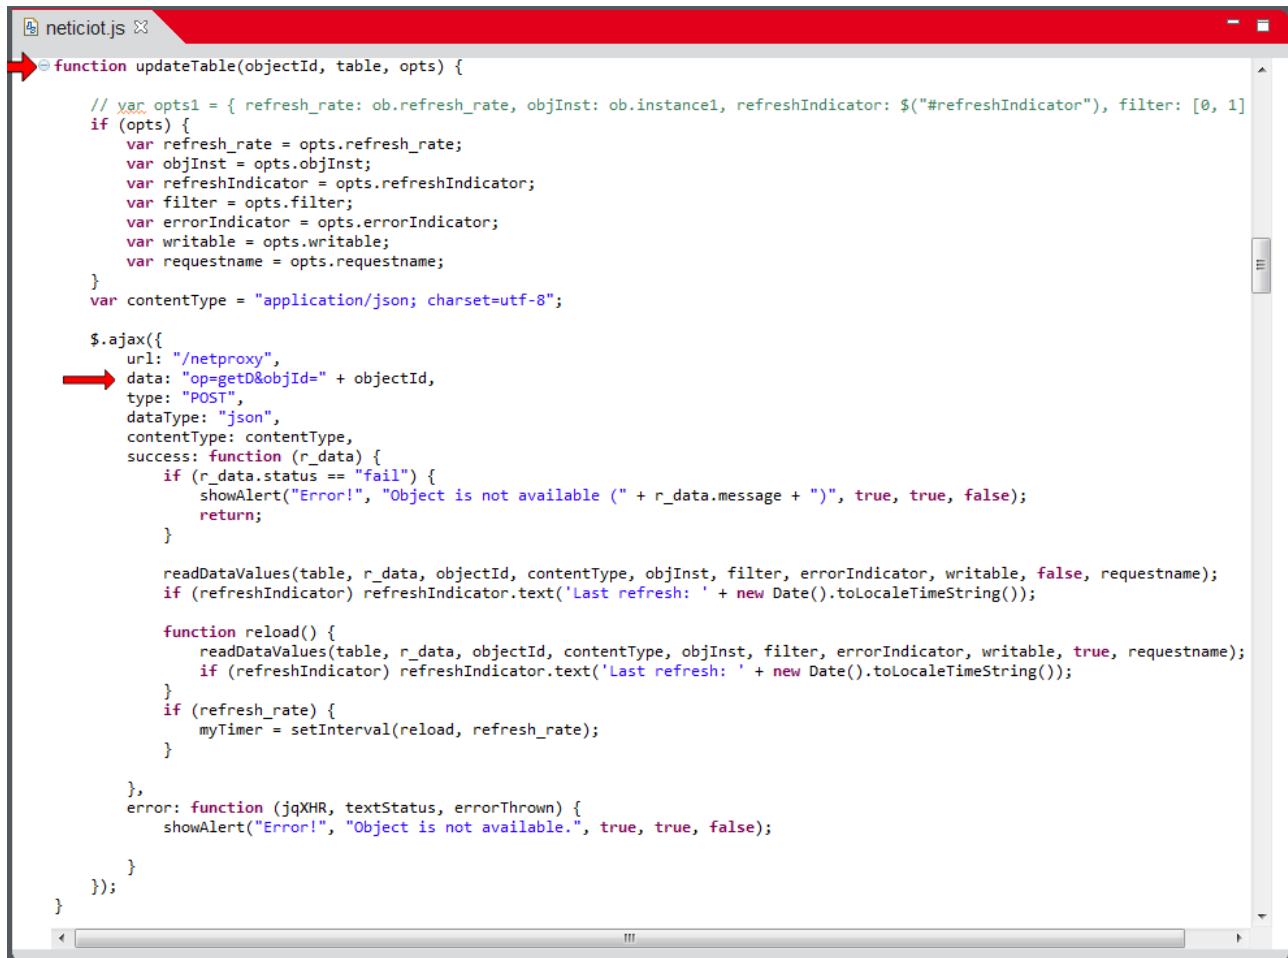 neticiot.js
function updateTable(objectId, table, opts) {
// var opts1 = { refresh_rate: ob.refresh_rate, objInst: ob.instance1, refreshIndicator: $("#refreshIndicator"), filter: [0, 1]
if (opts) {
var refresh_rate = opts.refresh_rate;
var objInst = opts.objInst;
var refreshIndicator = opts.refreshIndicator;
var filter = opts.filter;
var errorIndicator = opts.errorIndicator;
var writable = opts.writable;
var requestname = opts.requestname;
}
var contentType = "application/json; charset=utf-8";
$.ajax({
url: "/netproxy",
data: "op=getD&objId=" + objectId,
type: "POST",
dataType: "json",
contentType: contentType,
success: function (r_data) {
if (r_data.status == "fail") {
showAlert("Error!", "Object is not available (" + r_data.message + ")", true, true, false);
return;
}
readDataValues(table, r_data, objectId, contentType, objInst, filter, errorIndicator, writable, false, requestname);
if (refreshIndicator) refreshIndicator.text('Last refresh: ' + new Date().toLocaleTimeString());
function reload() {
readDataValues(table, r_data, objectId, contentType, objInst, filter, errorIndicator, writable, true, requestname);
if (refreshIndicator) refreshIndicator.text('Last refresh: ' + new Date().toLocaleTimeString());
}
if (refresh_rate) {
myTimer = setInterval(reload, refresh_rate);
}
},
error: function (jqXHR, textStatus, errorThrown) {
showAlert("Error!", "Object is not available.", true, true, false);
}
});
}